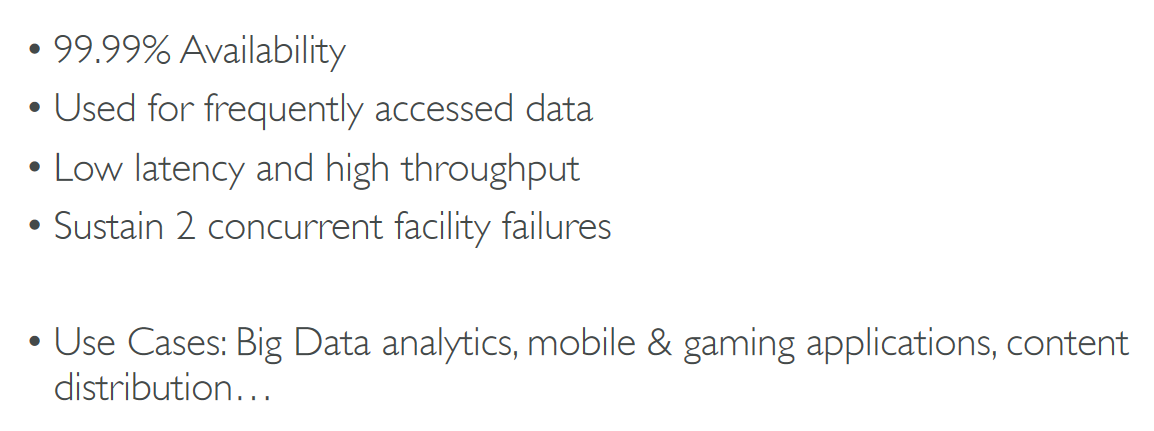 • 99.99% Availability
• Used for frequently accessed data
• Low latency and high throughput
• Sustain 2 concurrent facility failures
• Use Cases: Big Data analytics, mobile & gaming applications, content
distribution…